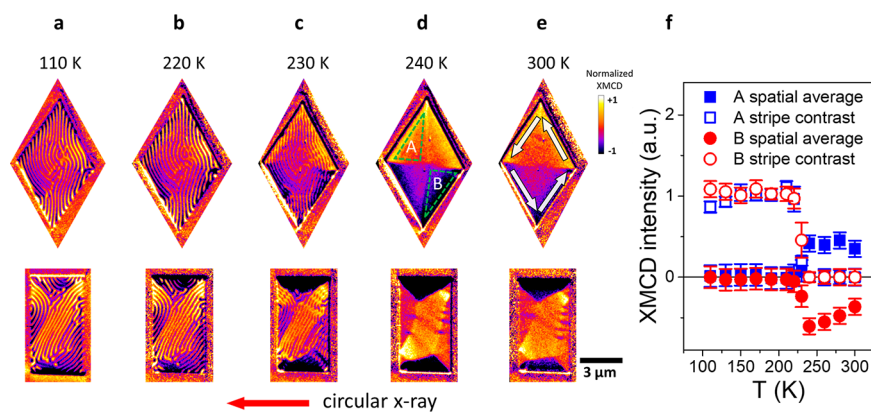 a b c d e f
110 K 220 K 230 K 240 K 300 K
Normalized
XMCD
+1
-1
A
B
3 μm
circular x-ray
A spatial average
A stripe contrast
B spatial average
B stripe contrast
XMCD intensity (a.u.)
2
1
0
100 150 200 250 300
T (K)